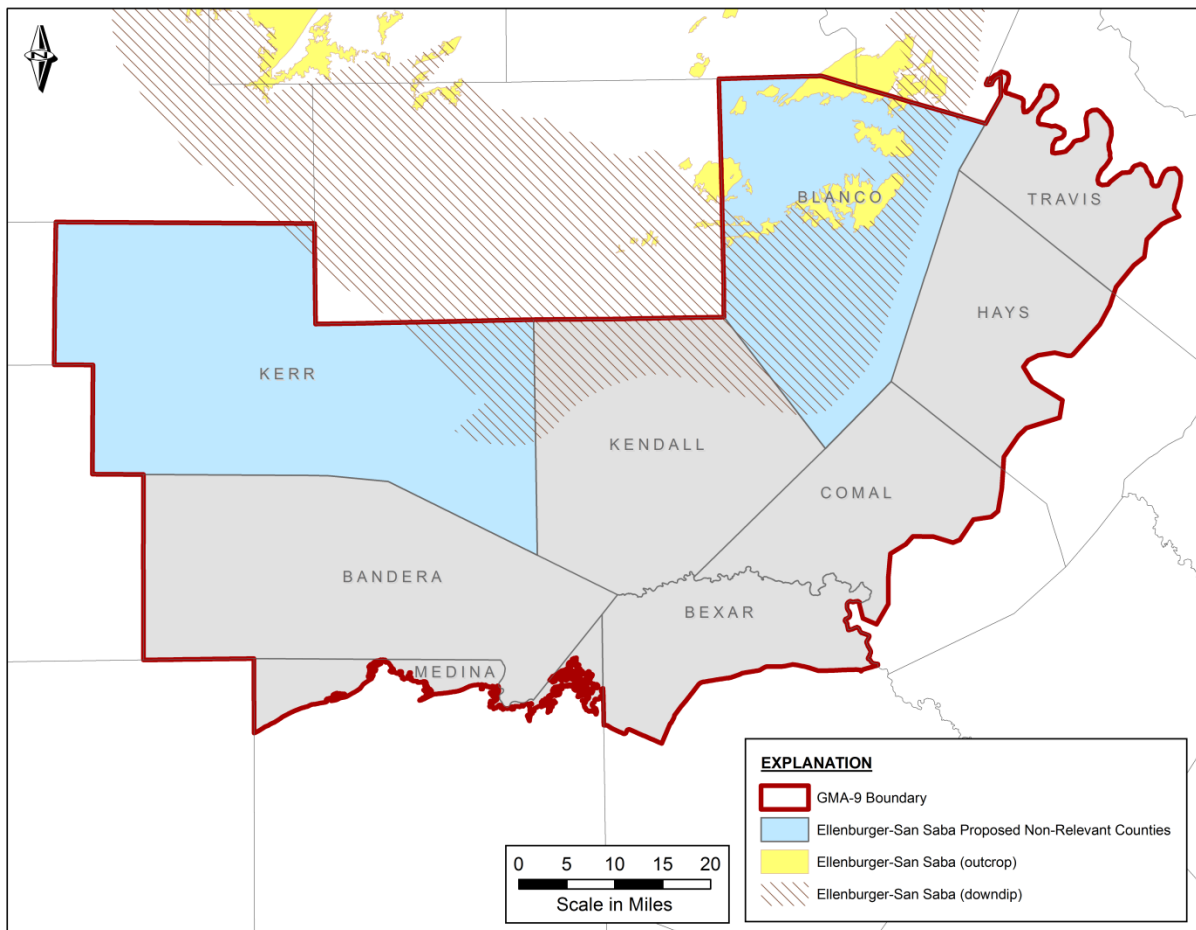 N
BLANCO
TRAVIS
HAYS
KERR
KENDALL
COMAL
BANDERA
BEXAR
MEDINA
EXPLANATION
GMA-9 Boundary
Ellenburger-San Saba Proposed Non-Relevant Counties
Ellenburger-San Saba (outcrop)
Ellenburger-San Saba (downdip)
0 5 10 15 20
Scale in Miles